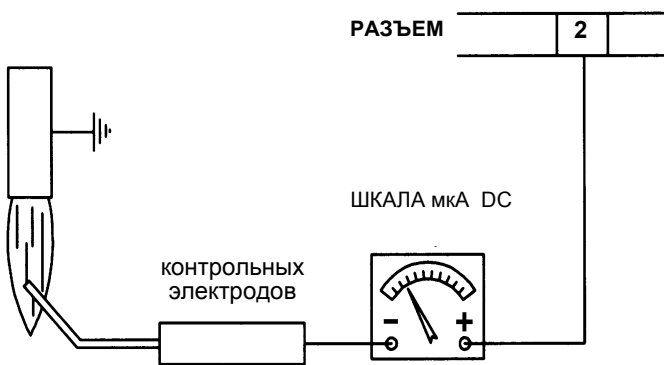 РАЗЪЕМ 2
ШКАЛА мкА DC
контрольных
электродов
− +